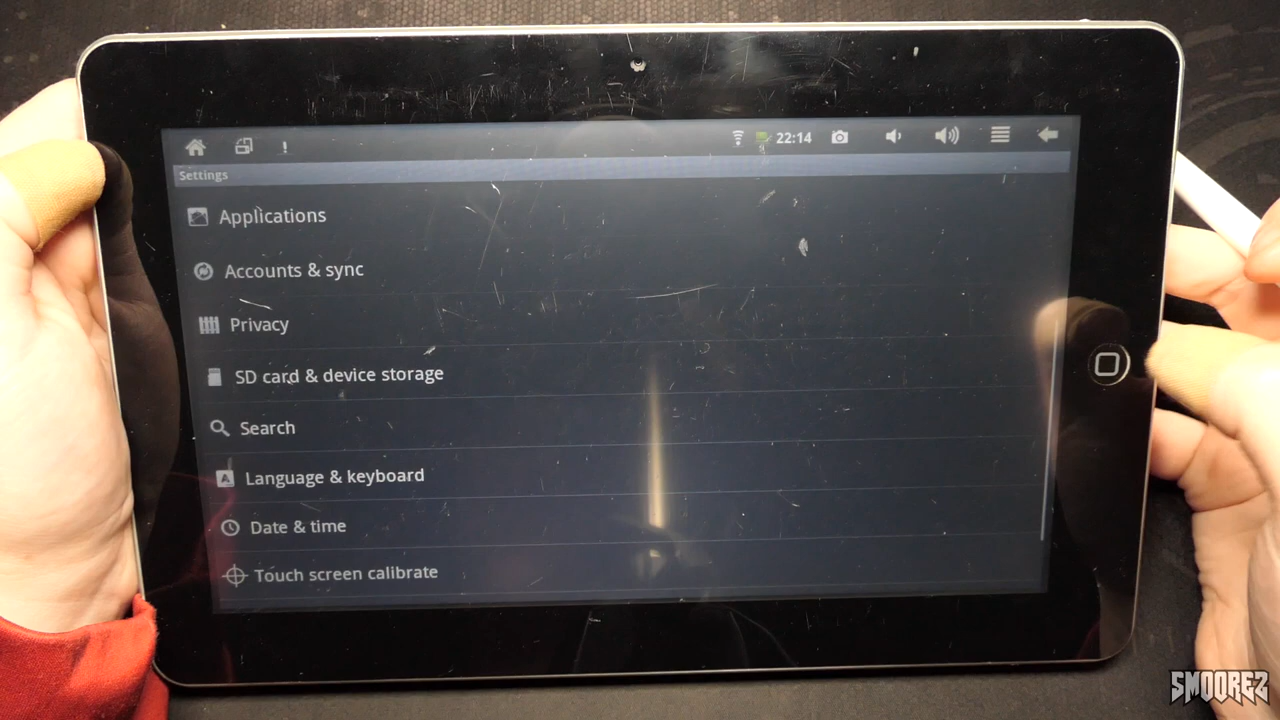 22:14
Settings
Applications
Accounts & sync
Privacy
SD card & device storage
Search
Language & keyboard
Date & time
Touch screen calibrate
SMOOREZ